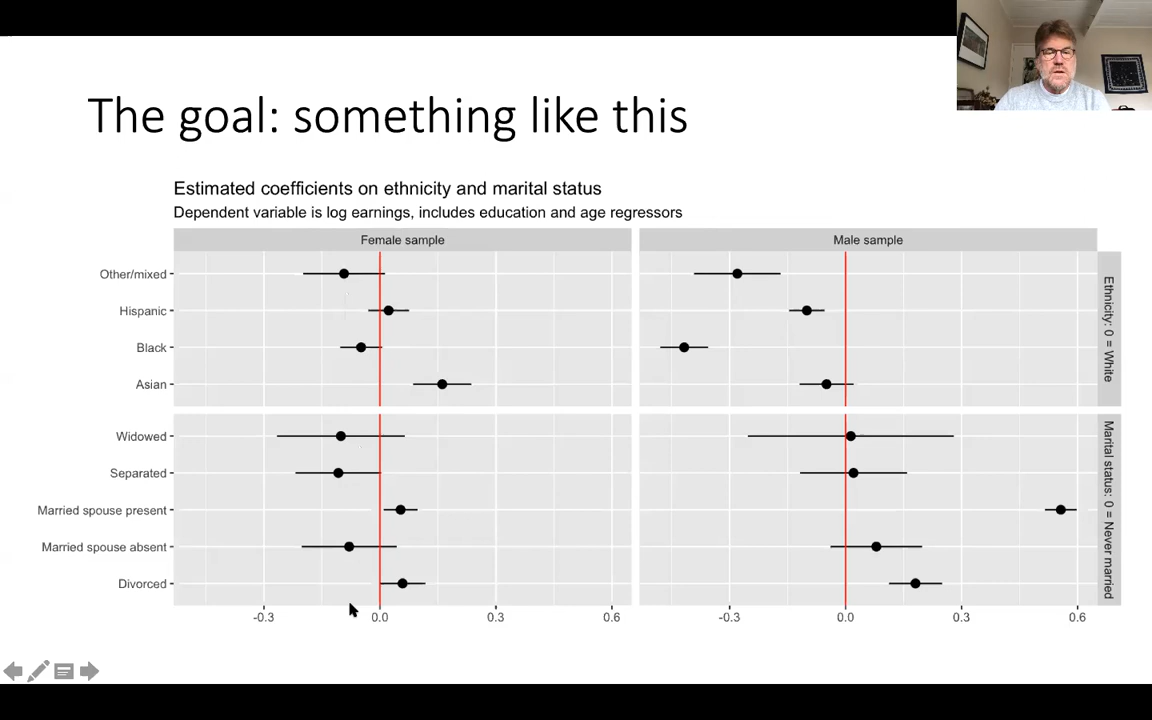 The goal: something like this
Estimated coefficients on ethnicity and marital status
Dependent variable is log earnings, includes education and age regressors
Female sample
Male sample
Other/mixed
Hispanic
Black
Asian
Ethnicity: 0 = White
Widowed
Separated
Married spouse present
Married spouse absent
Divorced
Marital status: 0 = Never married
-0.3 0.0 0.3 0.6
-0.3 0.0 0.3 0.6